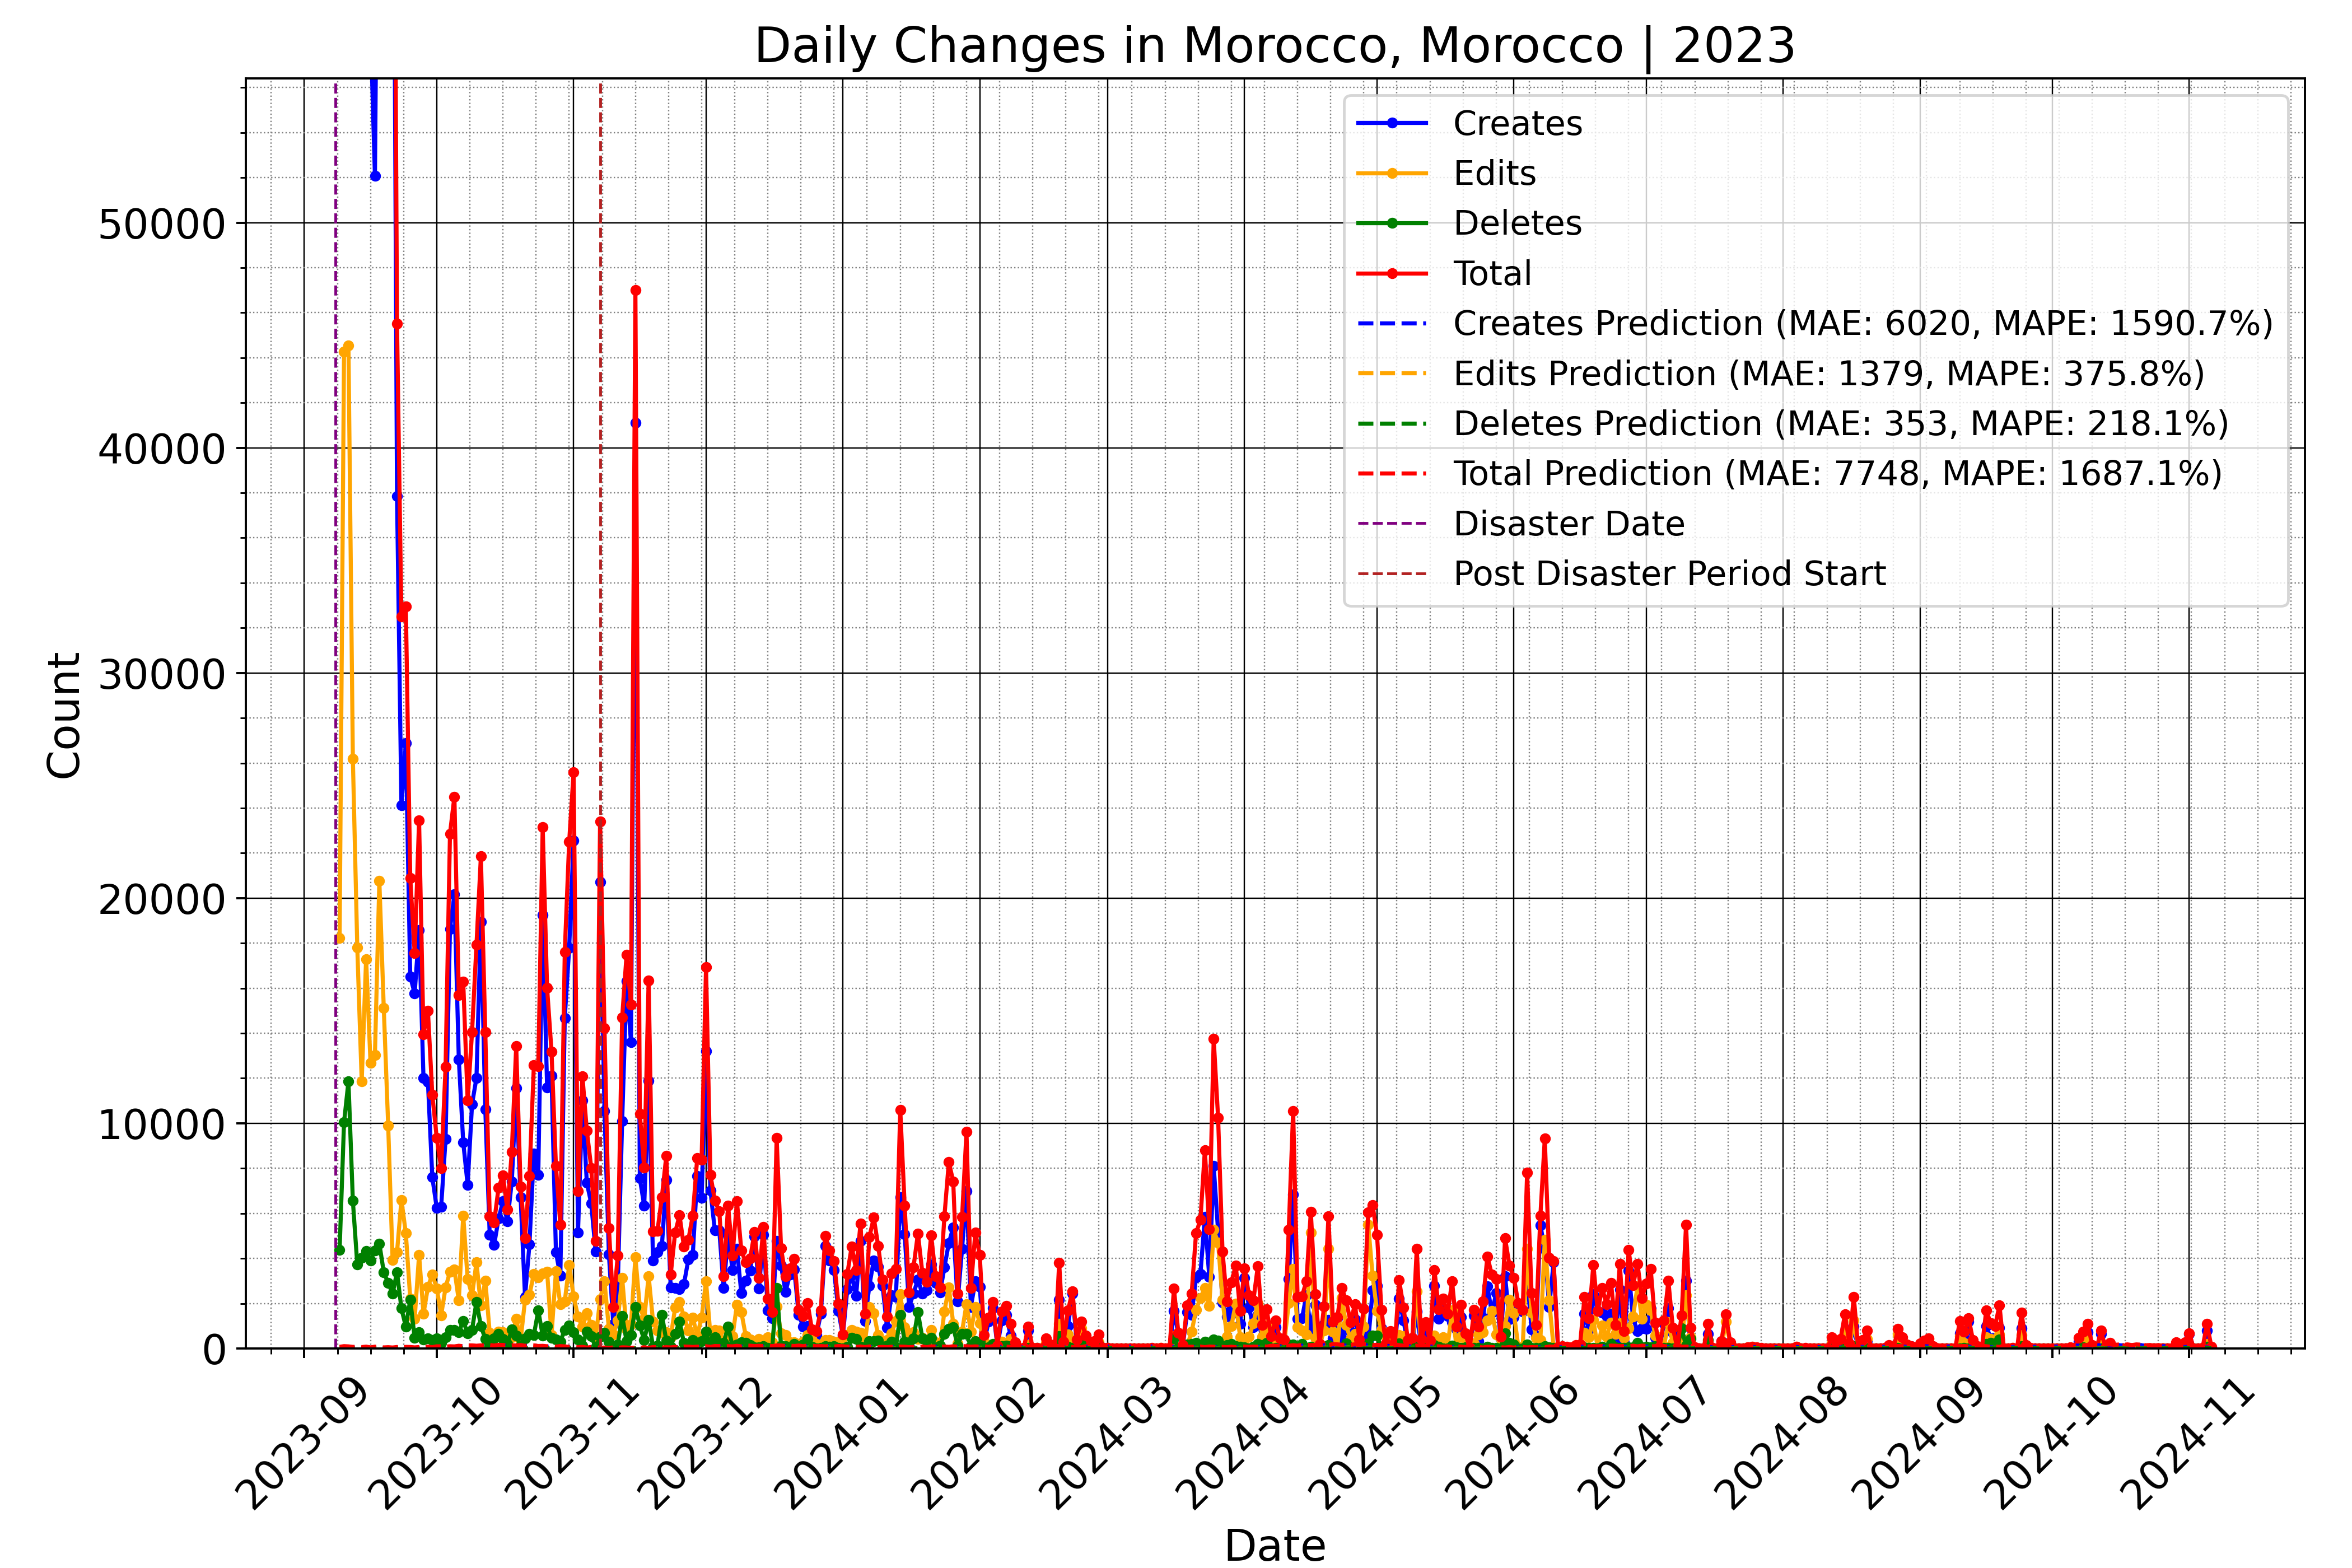 Daily Changes in Morocco, Morocco | 2023
Creates
Edits
Deletes
Total
Creates Prediction (MAE: 6020, MAPE: 1590.7%)
Edits Prediction (MAE: 1379, MAPE: 375.8%)
Deletes Prediction (MAE: 353, MAPE: 218.1%)
Total Prediction (MAE: 7748, MAPE: 1687.1%)
Disaster Date
Post Disaster Period Start
Count
50000
40000
30000
20000
10000
0
2023-09
2023-10
2023-11
2023-12
2024-01
2024-02
2024-03
2024-04
2024-05
2024-06
2024-07
2024-08
2024-09
2024-10
2024-11
Date